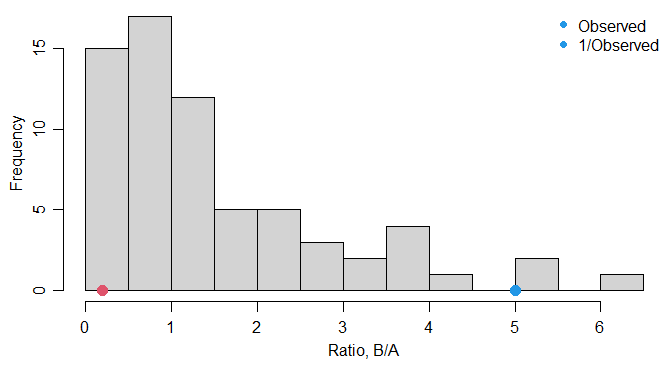 Observed
1/Observed
Frequency
15
10
5
0
0 1 2 3 4 5 6
Ratio, B/A